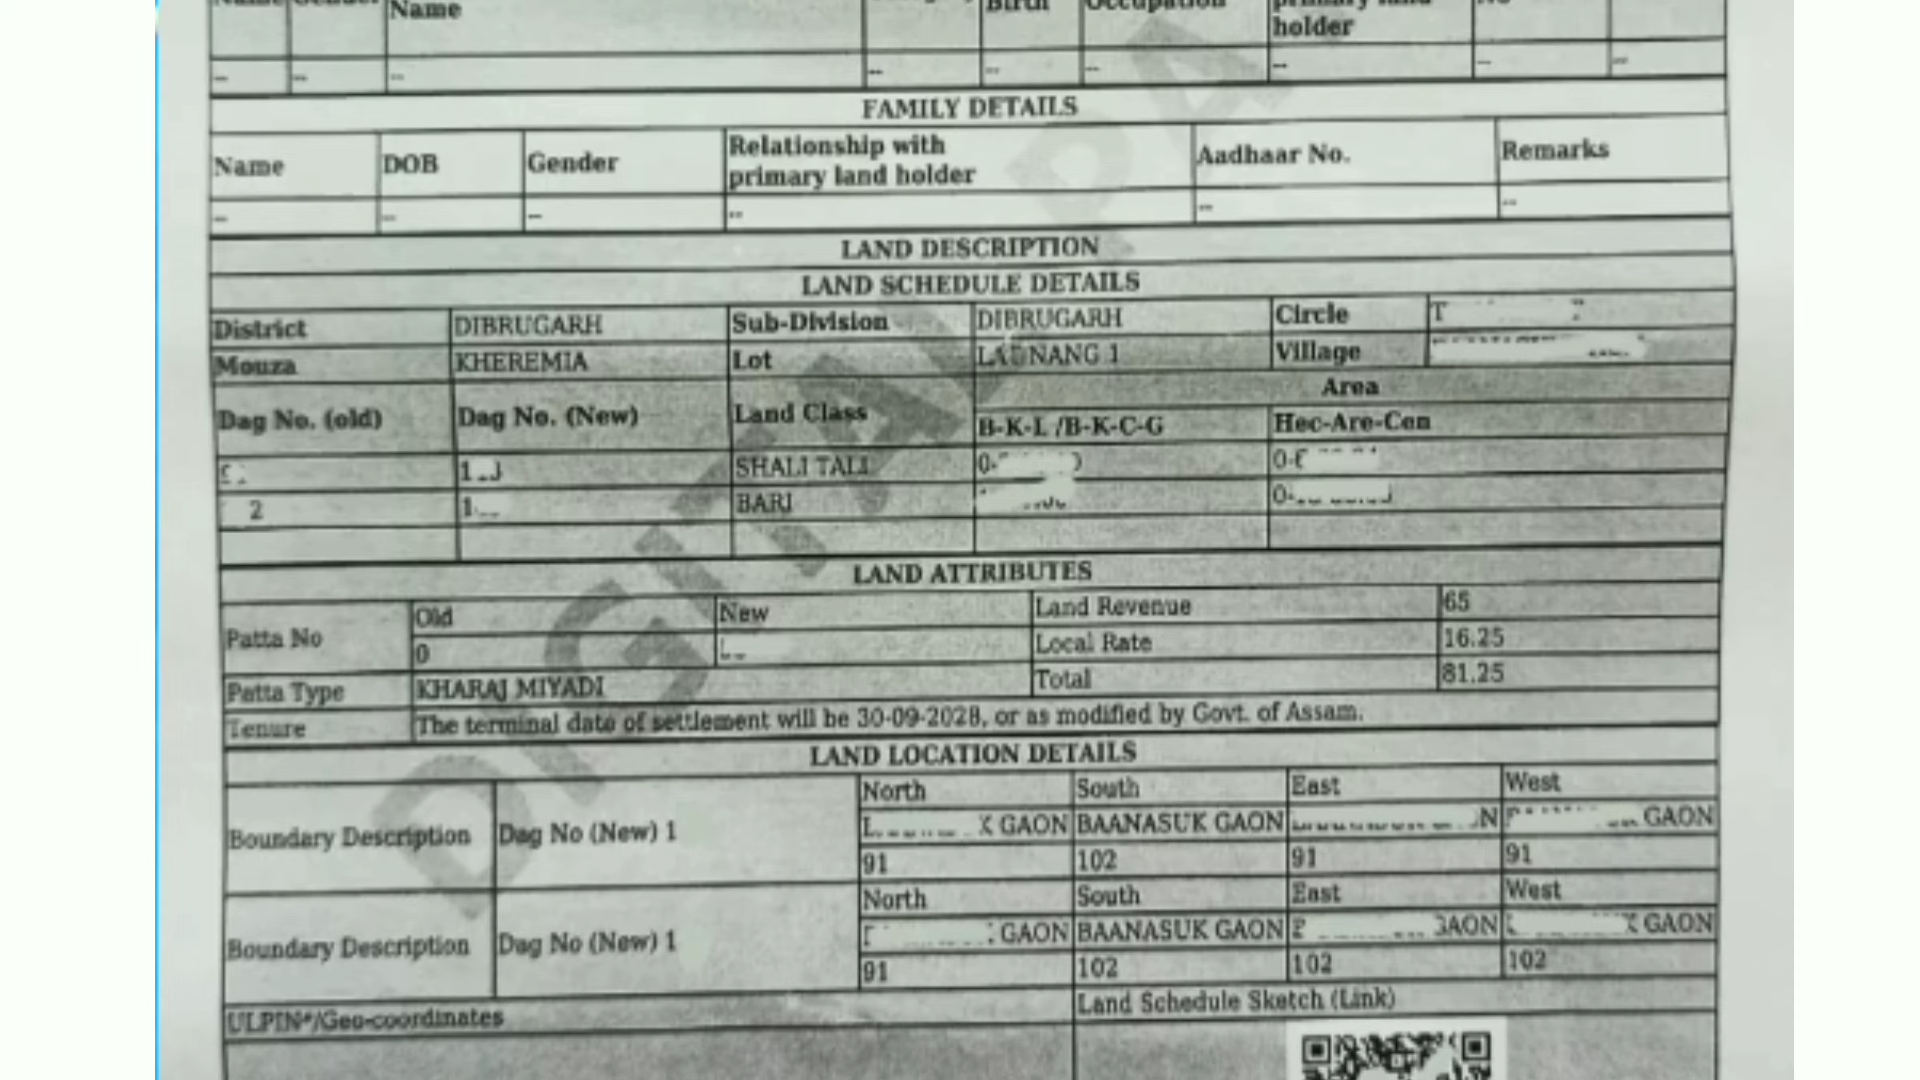 Name
holder
-- -- -- -- -- -- -- -- --
FAMILY DETAILS
Name DOB Gender Relationship with primary land holder Aadhaar No. Remarks
-- -- -- -- -- --
LAND DESCRIPTION
LAND SCHEDULE DETAILS
District DIBRUGARH Sub-Division DIBRUGARH Circle
Mouza KHEREMIA Lot LAUNANG 1 Village
Area
Dag No. (old) Dag No. (New) Land Class B-K-L /B-K-C-G Hec-Are-Cen
SHALI TALI
2 BARI
LAND ATTRIBUTES
Patta No Old New Land Revenue 65
0 Local Rate 16.25
Patta Type KHARAJ MIYADI Total 81.25
Tenure The terminal date of settlement will be 30-09-2028, or as modified by Govt. of Assam.
LAND LOCATION DETAILS
North South East West
Boundary Description Dag No (New) 1 GAON BAANASUK GAON GAON
91 102 91 91
North South East West
Boundary Description Dag No (New) 1 GAON BAANASUK GAON GAON GAON
91 102 102 102
ULPIN*/Geo-coordinates Land Schedule Sketch (Link)
DIGITAL PA